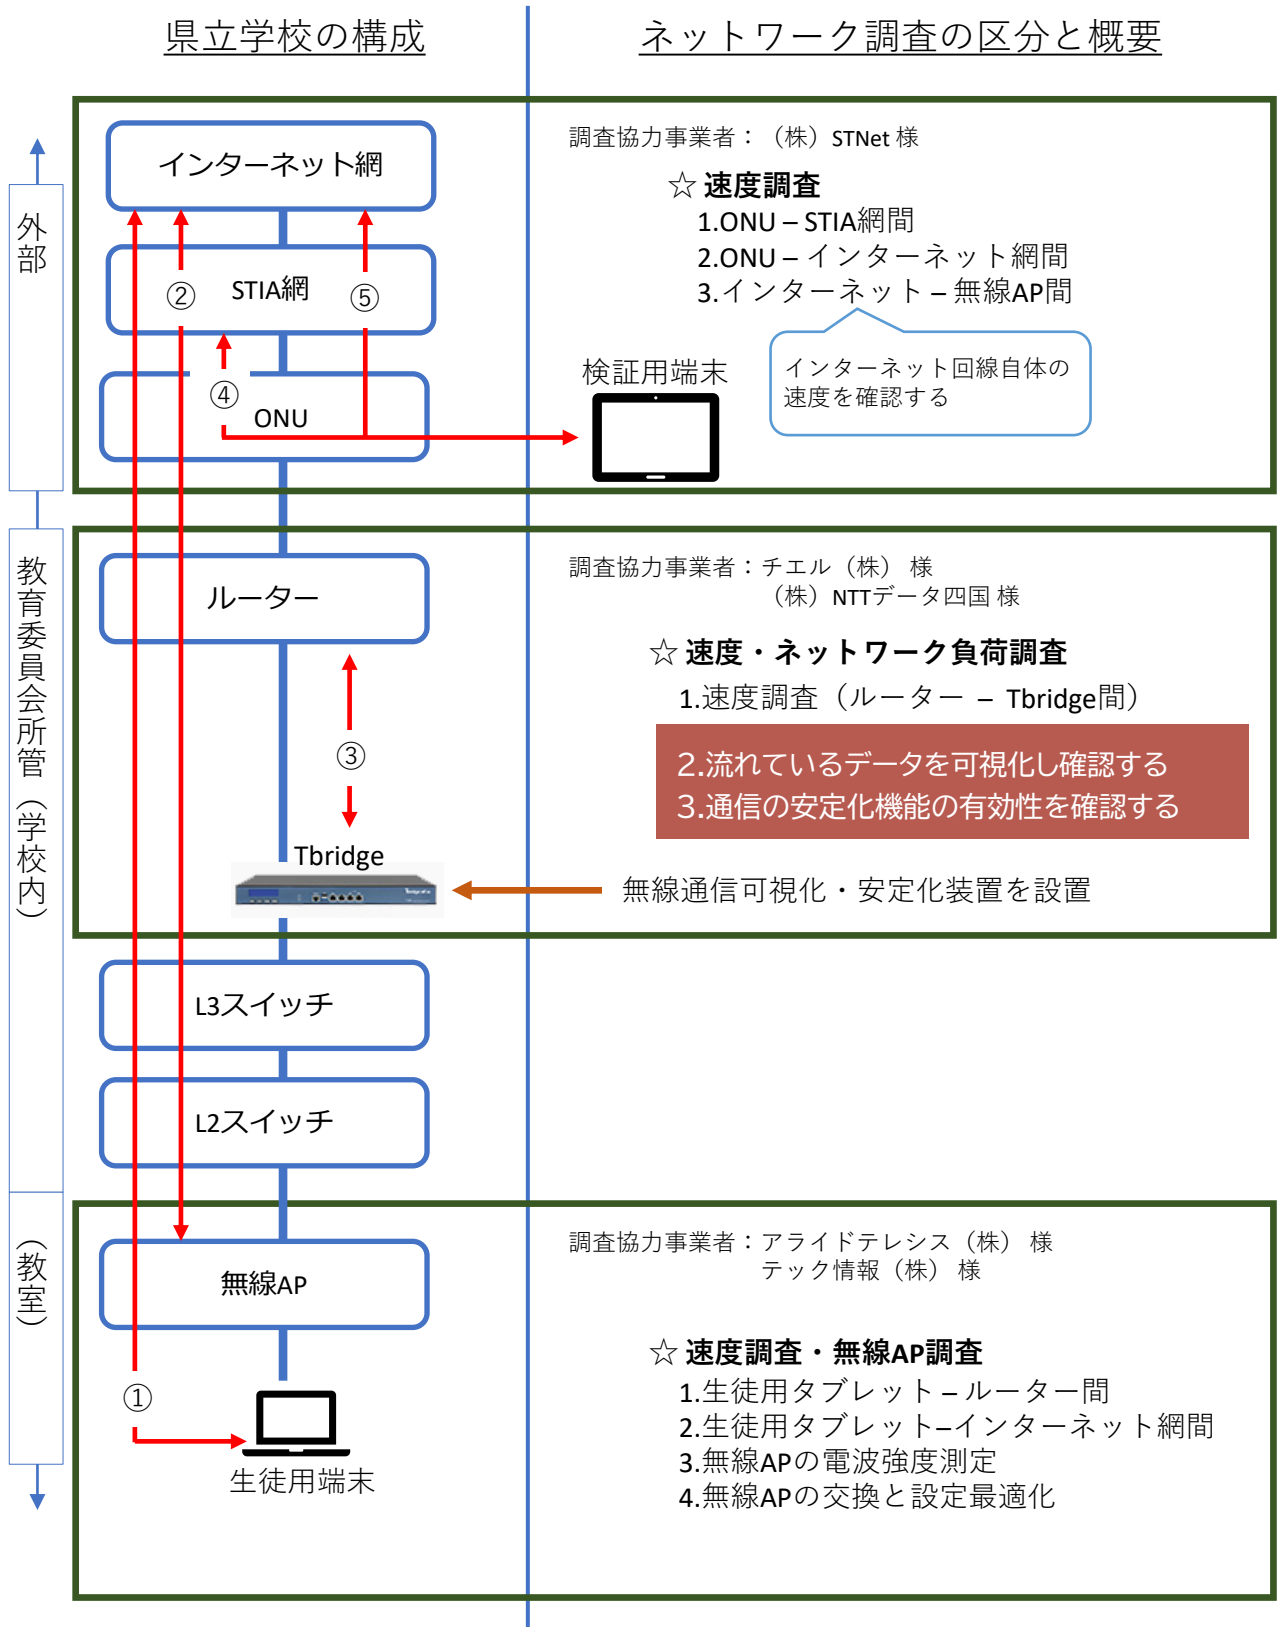 県立学校の構成
ネットワーク調査の区分と概要
外部
インターネット網
STIA網
②
⑤
④
ONU
調査協力事業者：（株）STNet 様
☆ 速度調査
1.ONU – STIA網間
2.ONU – インターネット網間
3.インターネット – 無線AP間
インターネット回線自体の
速度を確認する
検証用端末
教育委員会所管（学校内）
ルーター
③
Tbridge
調査協力事業者：チエル（株） 様
（株）NTTデータ四国 様
☆ 速度・ネットワーク負荷調査
1.速度調査（ルーター – Tbridge間）
2.流れているデータを可視化し確認する
3.通信の安定化機能の有効性を確認する
無線通信可視化・安定化装置を設置
L3スイッチ
L2スイッチ
（教室）
無線AP
①
生徒用端末
調査協力事業者：アライドテレシス（株） 様
テック情報（株） 様
☆ 速度調査・無線AP調査
1.生徒用タブレット – ルーター間
2.生徒用タブレット–インターネット網間
3.無線APの電波強度測定
4.無線APの交換と設定最適化